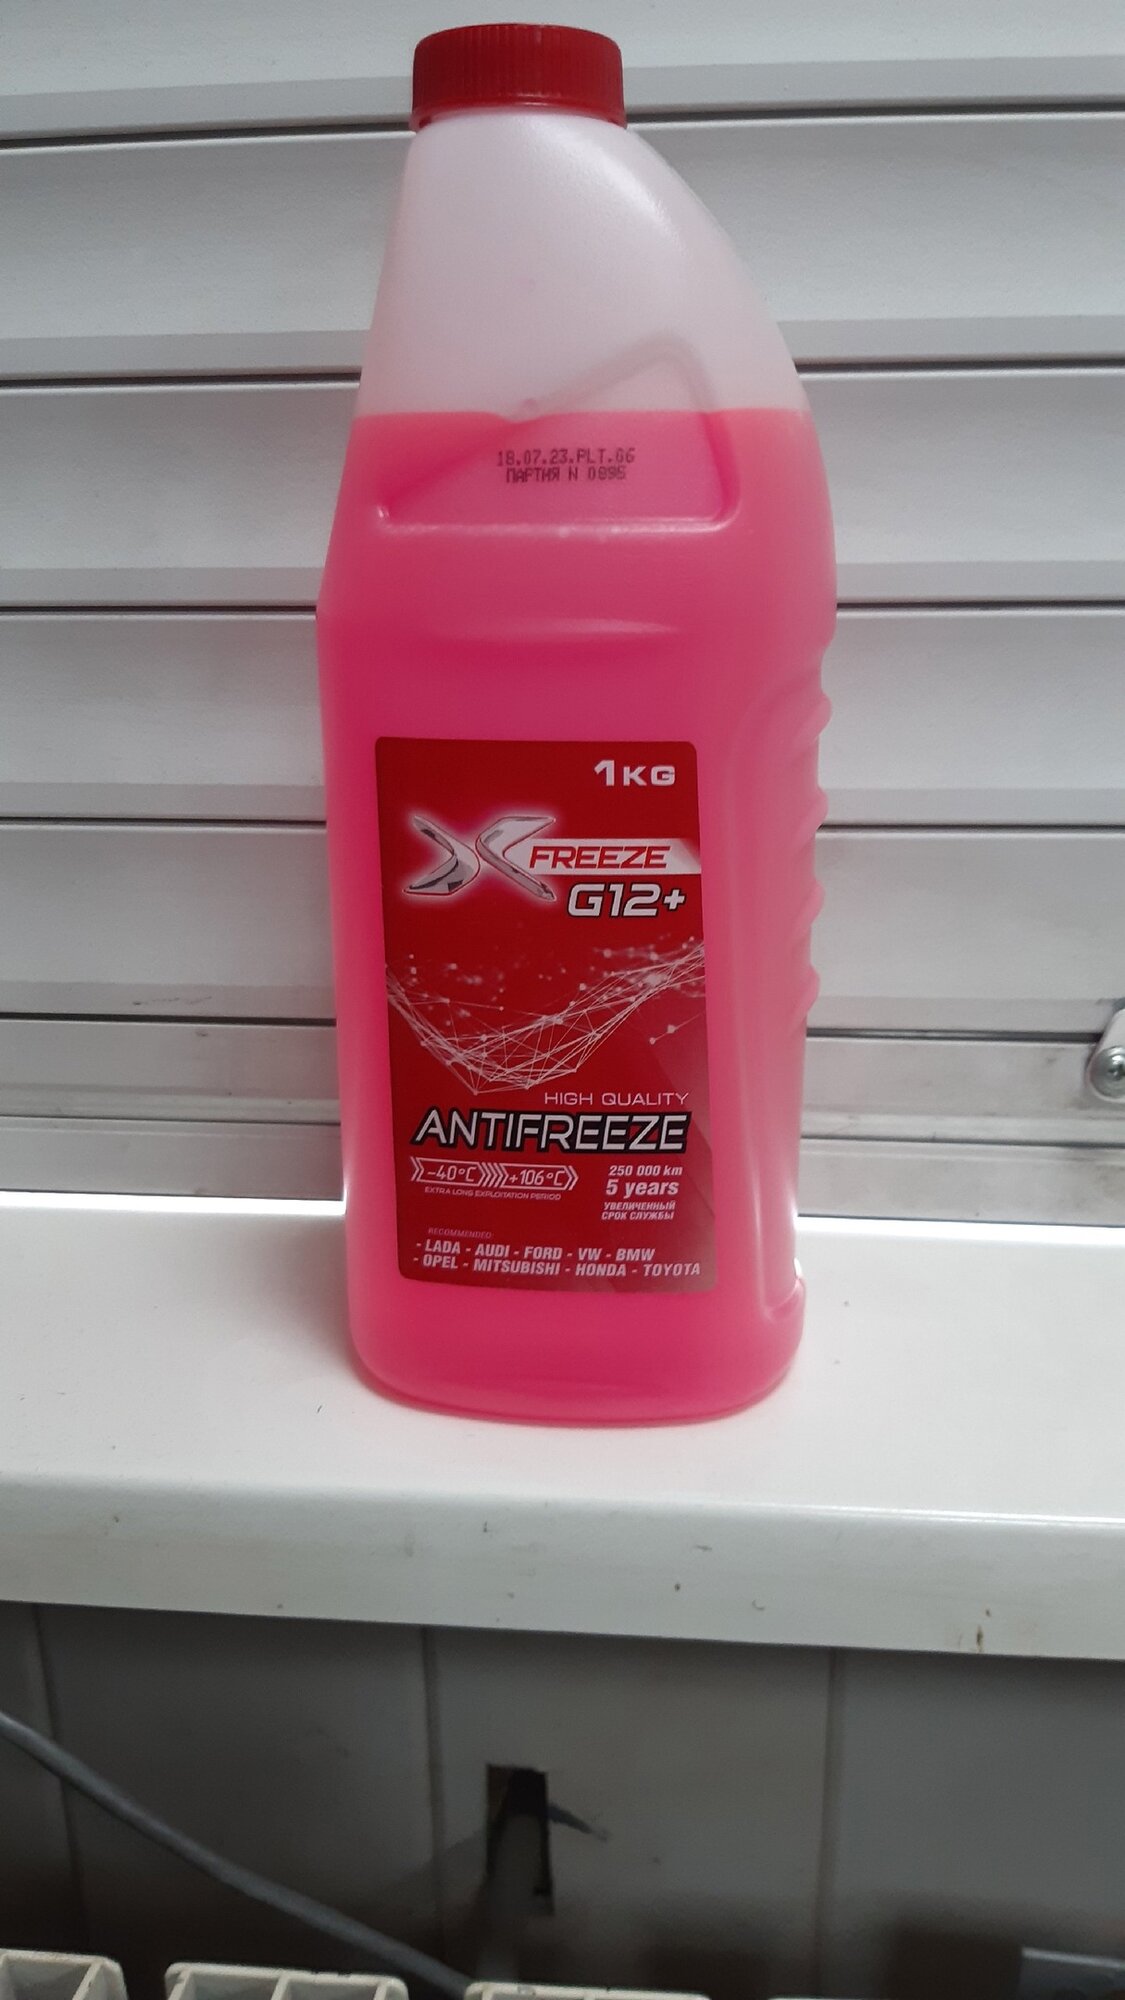 18.07.23.PLT.06
ПАРТИЯ N 0895
1KG
X FREEZE
G12+
HIGH QUALITY
ANTIFREEZE
-40°C +106°C
EXTRA LONG EXPLOITATION PERIOD
250 000 km
5 years
УВЕЛИЧЕННЫЙ
СРОК СЛУЖБЫ
RECOMMENDED:
- LADA - AUDI - FORD - VW - BMW
- OPEL - MITSUBISHI - HONDA - TOYOTA